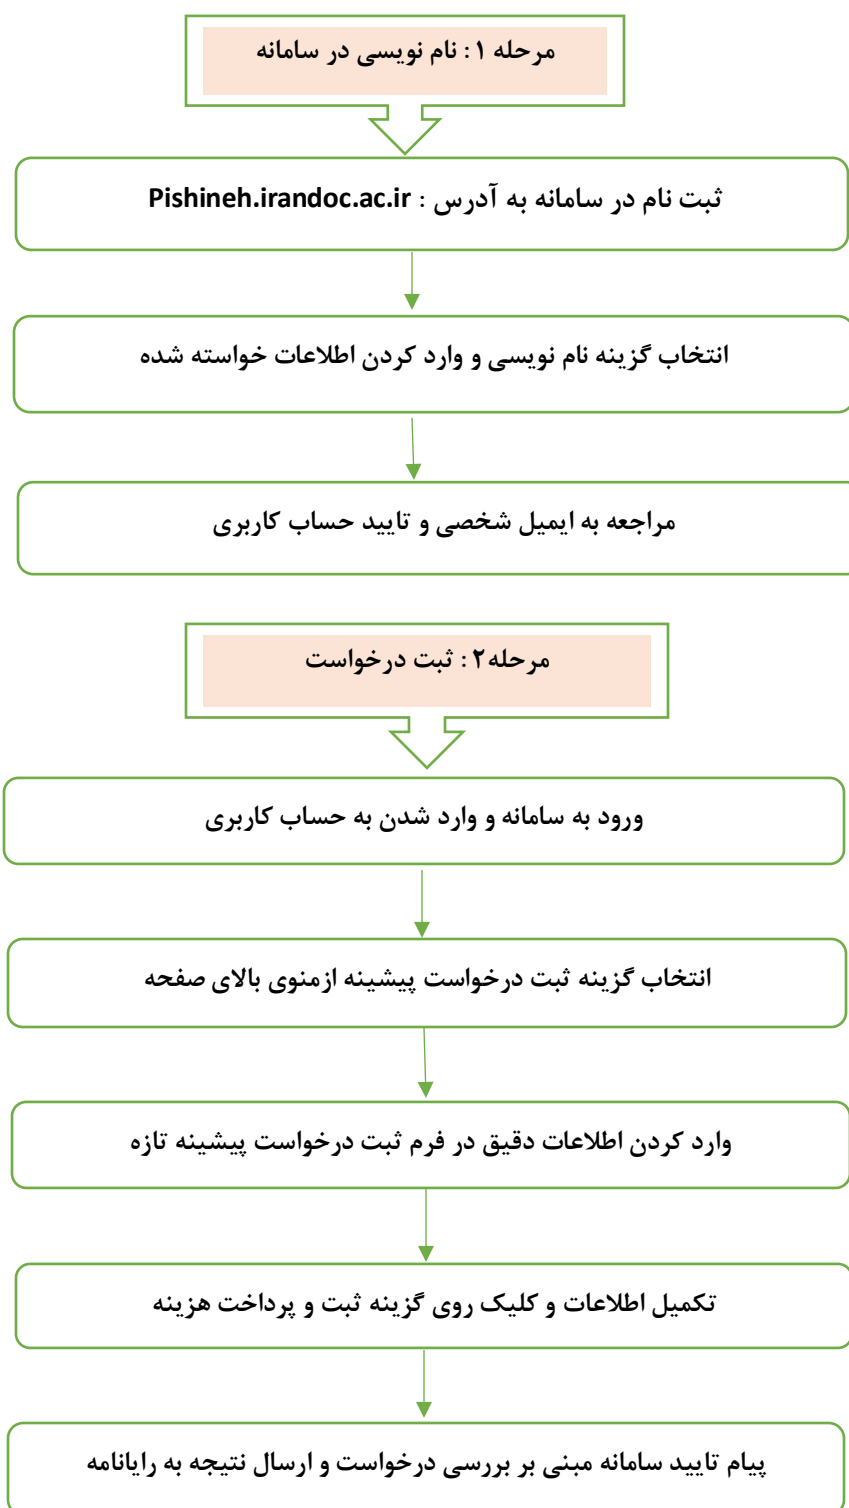 مرحله ۱ : نام نویسی در سامانه
ثبت نام در سامانه به آدرس : Pishineh.irandoc.ac.ir
انتخاب گزینه نام نویسی و وارد کردن اطلاعات خواسته شده
مراجعه به ایمیل شخصی و تایید حساب کاربری
مرحله۲ : ثبت درخواست
ورود به سامانه و وارد شدن به حساب کاربری
انتخاب گزینه ثبت درخواست پیشینه ازمنوی بالای صفحه
وارد کردن اطلاعات دقیق در فرم ثبت درخواست پیشینه تازه
تکمیل اطلاعات و کلیک روی گزینه ثبت و پرداخت هزینه
پیام تایید سامانه مبنی بر بررسی درخواست و ارسال نتیجه به رایانامه